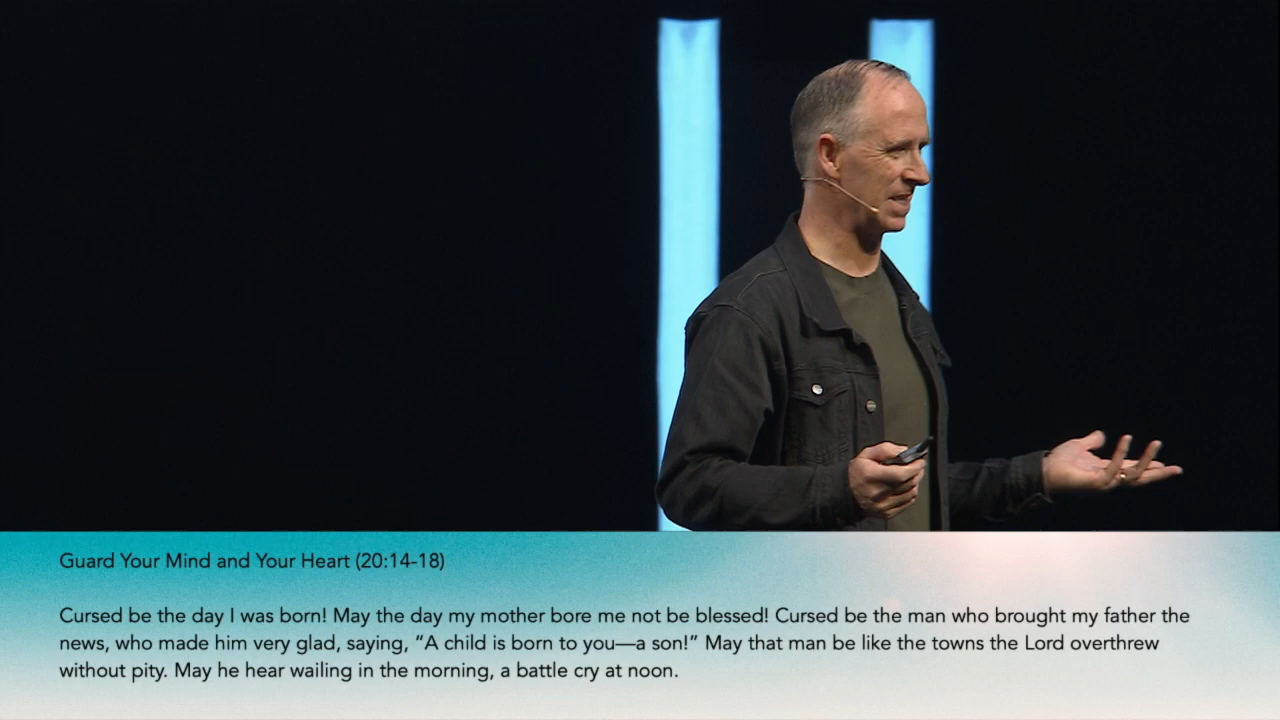 Guard Your Mind and Your Heart (20:14-18)
Cursed be the day I was born! May the day my mother bore me not be blessed! Cursed be the man who brought my father the
news, who made him very glad, saying, “A child is born to you—a son!” May that man be like the towns the Lord overthrew
without pity. May he hear wailing in the morning, a battle cry at noon.